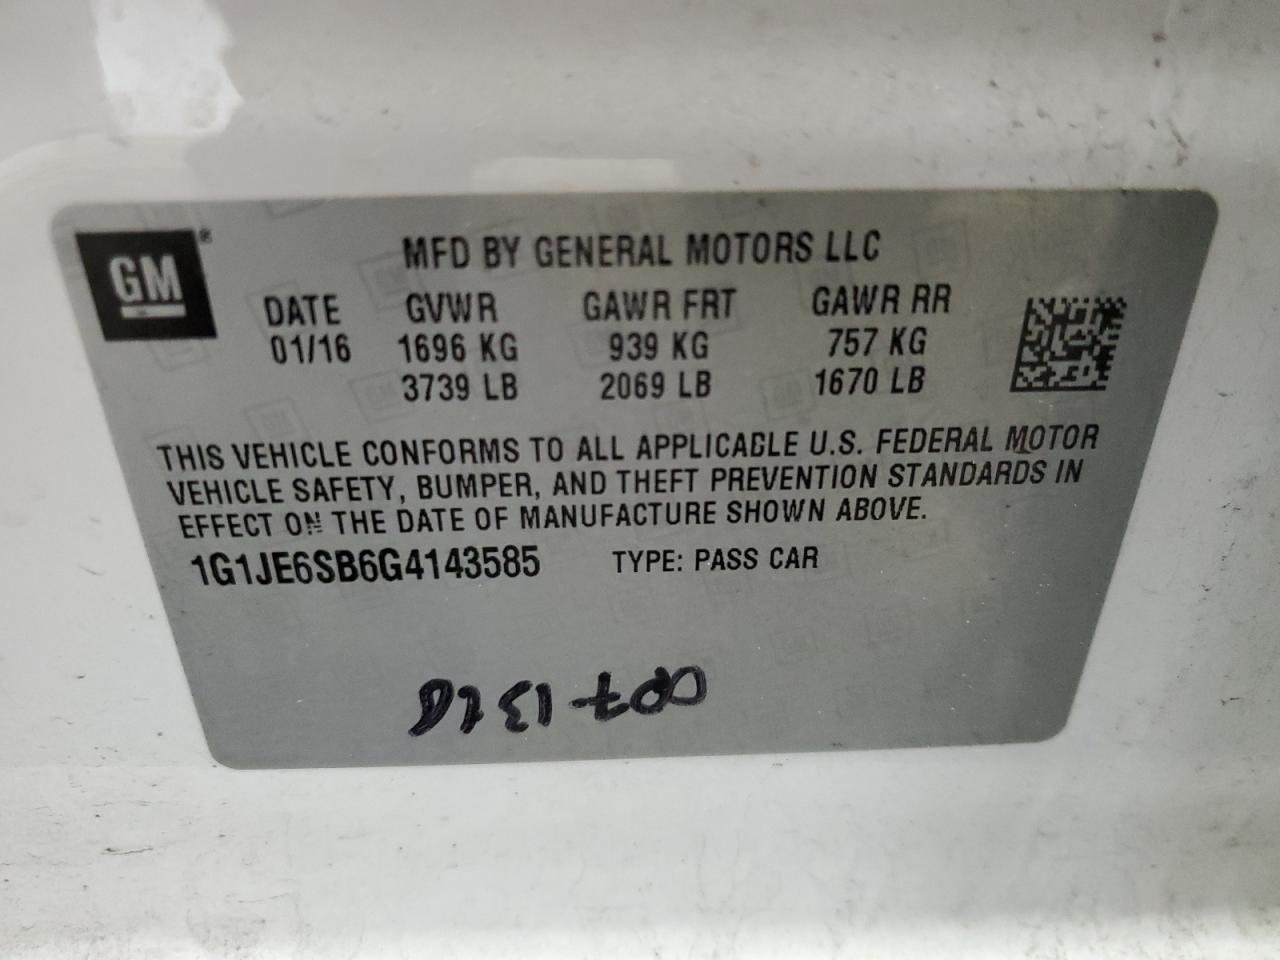 GM®
MFD BY GENERAL MOTORS LLC
DATE GVWR GAWR FRT GAWR RR
01/16 1696 KG 939 KG 757 KG
3739 LB 2069 LB 1670 LB
THIS VEHICLE CONFORMS TO ALL APPLICABLE U.S. FEDERAL MOTOR
VEHICLE SAFETY, BUMPER, AND THEFT PREVENTION STANDARDS IN
EFFECT ON THE DATE OF MANUFACTURE SHOWN ABOVE.
1G1JE6SB6G4143585 TYPE: PASS CAR